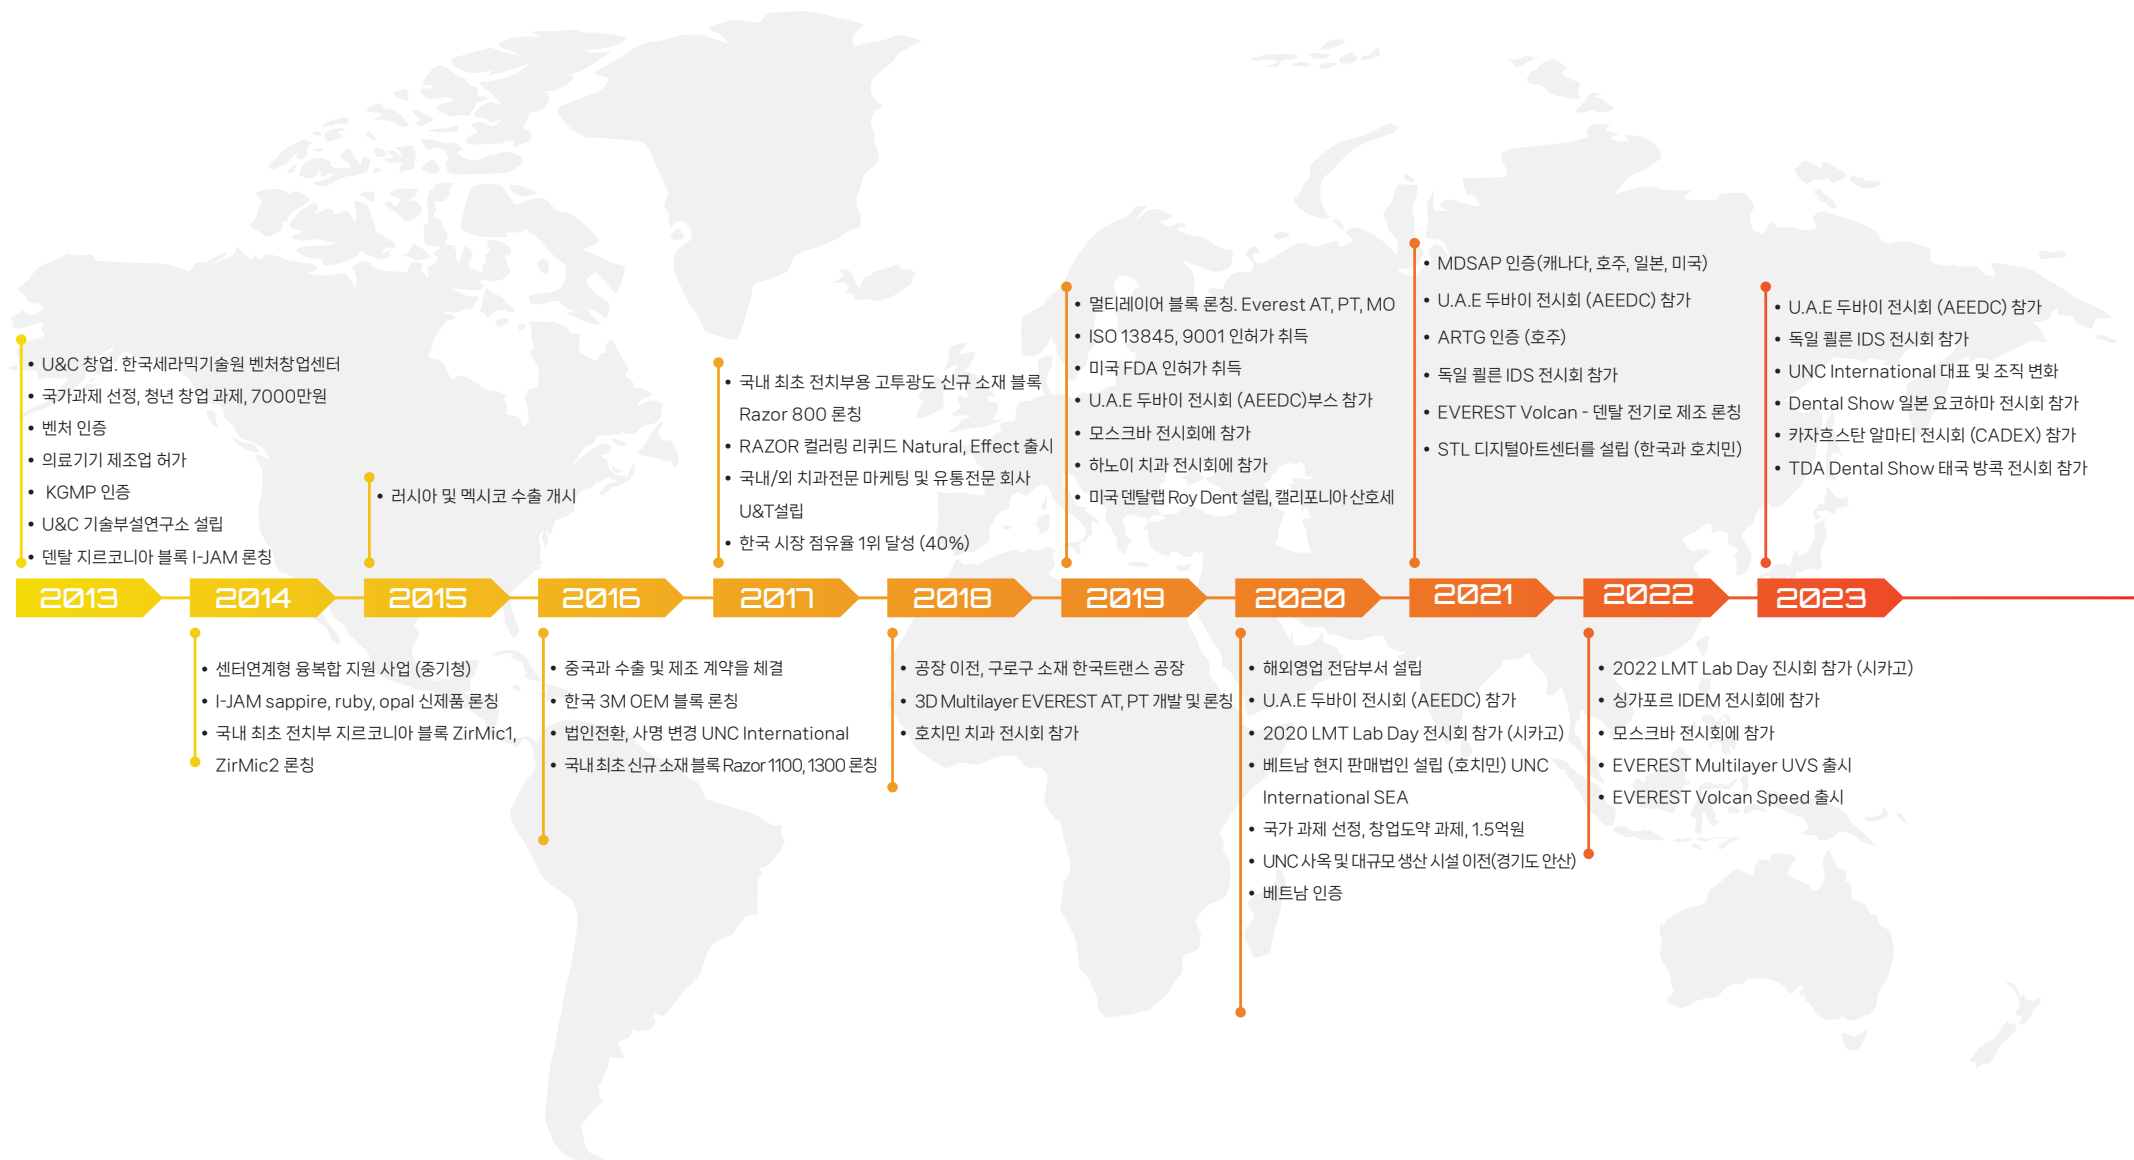 • U&C 창업. 한국세라믹기술원 벤처창업센터
• 국가과제 선정, 청년 창업 과제, 7000만원
• 벤처 인증
• 의료기기 제조업 허가
• KGMP 인증
• U&C 기술부설연구소 설립
• 덴탈 지르코니아 블록 I-JAM 론칭
2013
2014
• 센터연계형 융복합 지원 사업 (중기청)
• I-JAM sappire, ruby, opal 신제품 론칭
• 국내 최초 전치부 지르코니아 블록 ZirMic1,
ZirMic2 론칭
• 러시아 및 멕시코 수출 개시
2015
2016
• 중국과 수출 및 제조 계약을 체결
• 한국 3M OEM 블록 론칭
• 법인전환, 사명 변경 UNC International
• 국내 최초 신규 소재 블록 Razor 1100, 1300 론칭
• 국내 최초 전치부용 고투광도 신규 소재 블록
Razor 800 론칭
• RAZOR 컬러링 리퀴드 Natural, Effect 출시
• 국내/외 치과전문 마케팅 및 유통전문 회사
U&T설립
• 한국 시장 점유율 1위 달성 (40%)
2017
2018
• 공장 이전, 구로구 소재 한국트랜스 공장
• 3D Multilayer EVEREST AT, PT 개발 및 론칭
• 호치민 치과 전시회 참가
• 멀티레이어 블록 론칭. Everest AT, PT, MO
• ISO 13845, 9001 인허가 취득
• 미국 FDA 인허가 취득
• U.A.E 두바이 전시회 (AEEDC)부스 참가
• 모스크바 전시회에 참가
• 하노이 치과 전시회에 참가
• 미국 덴탈랩 Roy Dent 설립, 캘리포니아 산호세
2019
2020
• 해외영업 전담부서 설립
• U.A.E 두바이 전시회 (AEEDC) 참가
• 2020 LMT Lab Day 전시회 참가 (시카고)
• 베트남 현지 판매법인 설립 (호치민) UNC
International SEA
• 국가 과제 선정, 창업도약 과제, 1.5억원
• UNC 사옥 및 대규모 생산 시설 이전(경기도 안산)
• 베트남 인증
• MDSAP 인증(캐나다, 호주, 일본, 미국)
• U.A.E 두바이 전시회 (AEEDC) 참가
• ARTG 인증 (호주)
• 독일 쾰른 IDS 전시회 참가
• EVEREST Volcan - 덴탈 전기로 제조 론칭
• STL 디지털아트센터를 설립 (한국과 호치민)
2021
2022
• 2022 LMT Lab Day 진시회 참가 (시카고)
• 싱가포르 IDEM 전시회에 참가
• 모스크바 전시회에 참가
• EVEREST Multilayer UVS 출시
• EVEREST Volcan Speed 출시
• U.A.E 두바이 전시회 (AEEDC) 참가
• 독일 쾰른 IDS 전시회 참가
• UNC International 대표 및 조직 변화
• Dental Show 일본 요코하마 전시회 참가
• 카자흐스탄 알마티 전시회 (CADEX) 참가
• TDA Dental Show 태국 방콕 전시회 참가
2023